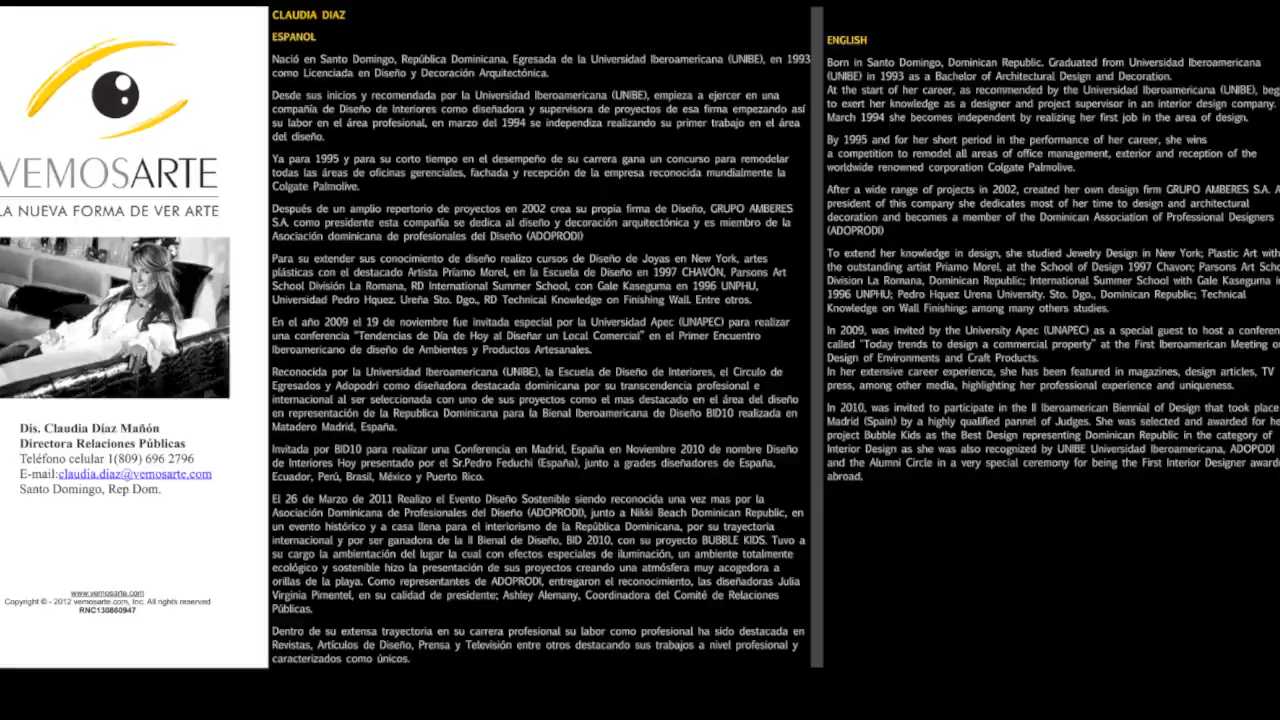 VEMOSARTE
LA NUEVA FORMA DE VER ARTE
Dis. Claudia Díaz Mañón
Directora Relaciones Públicas
Teléfono celular 1(809) 696 2796
E-mail:claudia.diaz@vemosarte.com
Santo Domingo, Rep Dom.
www.vemosarte.com
Copyright © - 2012 vemosarte.com, Inc. All rights reserved
RNC130860947
CLAUDIA DIAZ
ESPANOL
Nació en Santo Domingo, República Dominicana. Egresada de la Universidad Iberoamericana (UNIBE), en 1993
como Licenciada en Diseño y Decoración Arquitectónica.
Desde sus inicios y recomendada por la Universidad Iberoamericana (UNIBE), empieza a ejercer en una
compañía de Diseño de Interiores como diseñadora y supervisora de proyectos de esa firma empezando así
su labor en el área profesional, en marzo del 1994 se independiza realizando su primer trabajo en el área
del diseño.
Ya para 1995 y para su corto tiempo en el desempeño de su carrera gana un concurso para remodelar
todas las áreas de oficinas gerenciales, fachada y recepción de la empresa reconocida mundialmente la
Colgate Palmolive.
Después de un amplio repertorio de proyectos en 2002 crea su propia firma de Diseño, GRUPO AMBERES
S.A. como presidente esta compañía se dedica al diseño y decoración arquitectónica y es miembro de la
Asociación dominicana de profesionales del Diseño (ADOPRODI)
Para su extender sus conocimiento de diseño realizo cursos de Diseño de Joyas en New York, artes
plásticas con el destacado Artista Príamo Morel, en la Escuela de Diseño en 1997 CHAVÓN, Parsons Art
School División La Romana, RD International Summer School, con Gale Kaseguma en 1996 UNPHU,
Universidad Pedro Hquez. Ureña Sto. Dgo., RD Technical Knowledge on Finishing Wall. Entre otros.
En el año 2009 el 19 de noviembre fue invitada especial por la Universidad Apec (UNAPEC) para realizar
una conferencia "Tendencias de Día de Hoy al Diseñar un Local Comercial" en el Primer Encuentro
Iberoamericano de diseño de Ambientes y Productos Artesanales.
Reconocida por la Universidad Iberoamericana (UNIBE), la Escuela de Diseño de Interiores, el Circulo de
Egresados y Adopodri como diseñadora destacada dominicana por su transcendencia profesional e
internacional al ser seleccionada con uno de sus proyectos como el mas destacado en el área del diseño
en representación de la Republica Dominicana para la Bienal Iberoamericana de Diseño BID10 realizada en
Matadero Madrid, España.
Invitada por BID10 para realizar una Conferencia en Madrid, España en Noviembre 2010 de nombre Diseño
de Interiores Hoy presentado por el Sr.Pedro Feduchi (España), junto a grades diseñadores de España,
Ecuador, Perú, Brasil, México y Puerto Rico.
El 26 de Marzo de 2011 Realizo el Evento Diseño Sostenible siendo reconocida una vez mas por la
Asociación Dominicana de Profesionales del Diseño (ADOPRODI), junto a Nikki Beach Dominican Republic, en
un evento histórico y a casa llena para el interiorismo de la República Dominicana, por su trayectoria
internacional y por ser ganadora de la II Bienal de Diseño, BID 2010, con su proyecto BUBBLE KIDS. Tuvo a
su cargo la ambientación del lugar la cual con efectos especiales de iluminación, un ambiente totalmente
ecológico y sostenible hizo la presentación de sus proyectos creando una atmósfera muy acogedora a
orillas de la playa. Como representantes de ADOPRODI, entregaron el reconocimiento, las diseñadoras Julia
Virginia Pimentel, en su calidad de presidente; Ashley Alemany, Coordinadora del Comité de Relaciones
Públicas.
Dentro de su extensa trayectoria en su carrera profesional su labor como profesional ha sido destacada en
Revistas, Artículos de Diseño, Prensa y Televisión entre otros destacando sus trabajos a nivel profesional y
caracterizados como únicos.
ENGLISH
Born in Santo Domingo, Dominican Republic. Graduated from Universidad Iberoamericana
(UNIBE) in 1993 as a Bachelor of Architectural Design and Decoration.
At the start of her career, as recommended by the Universidad Iberoamericana (UNIBE), beg
to exert her knowledge as a designer and project supervisor in an interior design company.
March 1994 she becomes independent by realizing her first job in the area of design.
By 1995 and for her short period in the performance of her career, she wins
a competition to remodel all areas of office management, exterior and reception of the
worldwide renowned corporation Colgate Palmolive.
After a wide range of projects in 2002, created her own design firm GRUPO AMBERES S.A. A
president of this company she dedicates most of her time to design and architectural
decoration and becomes a member of the Dominican Association of Professional Designers
(ADOPRODI)
To extend her knowledge in design, she studied Jewelry Design in New York; Plastic Art with
the outstanding artist Priamo Morel, at the School of Design 1997 Chavon; Parsons Art Scho
Division La Romana, Dominican Republic; International Summer School with Gale Kaseguma in
1996 UNPHU; Pedro Hquez Urena University, Sto. Dgo., Dominican Republic; Technical
Knowledge on Wall Finishing; among many others studies.
In 2009, was invited by the University Apec (UNAPEC) as a special guest to host a conferen
called "Today trends to design a commercial property" at the First Iberoamerican Meeting o
Design of Environments and Craft Products.
In her extensive career experience, she has been featured in magazines, design articles, TV
press, among other media, highlighting her professional experience and uniqueness.
In 2010, was invited to participate in the II Iberoamerican Biennial of Design that took place
Madrid (Spain) by a highly qualified pannel of Judges. She was selected and awarded for he
project Bubble Kids as the Best Design representing Dominican Republic in the category of
Interior Design as she was also recognized by UNIBE Universidad Iberoamericana, ADOPODI
and the Alumni Circle in a very special ceremony for being the First Interior Designer award
abroad.